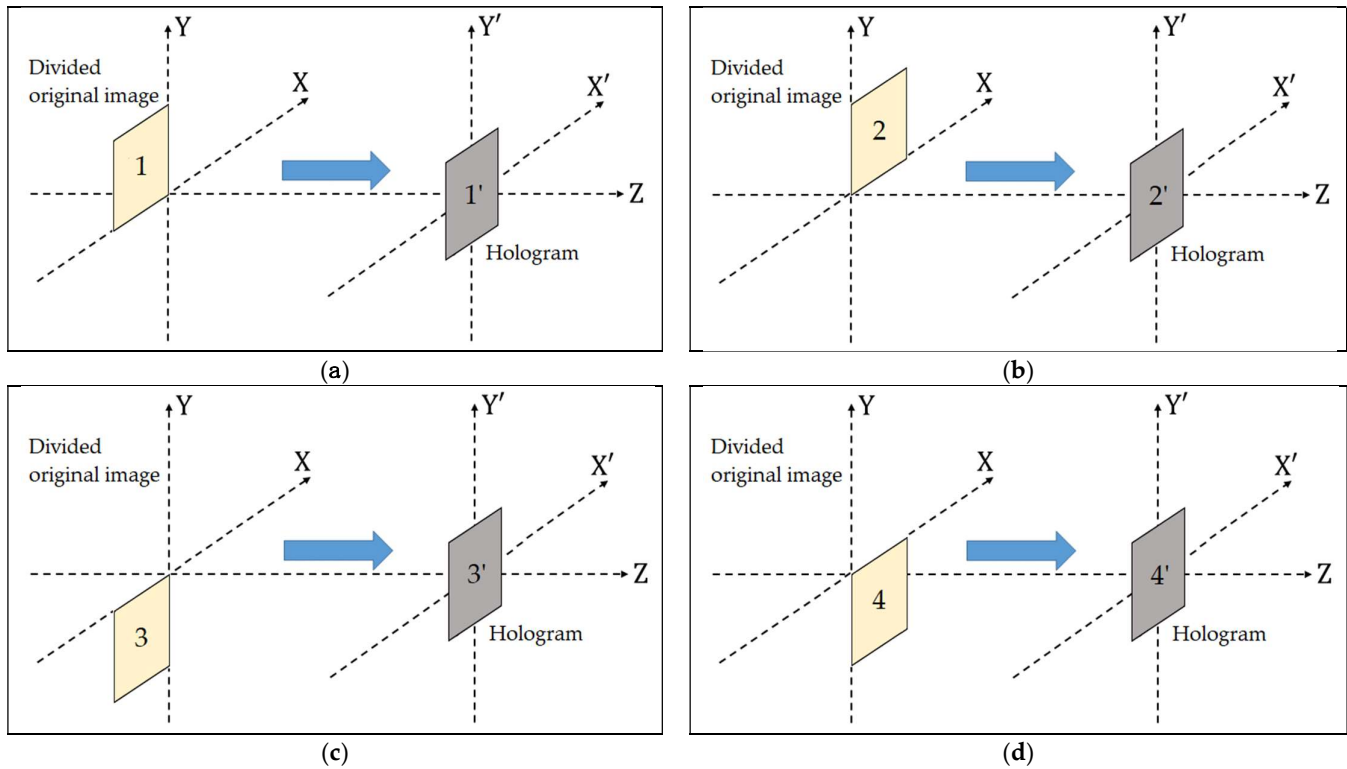 Y
Y′
Divided
original image
X
X′
1
1'
Z
Hologram
(a)
Y
Y′
Divided
original image
X
X′
2
2'
Z
Hologram
(b)
Y
Y′
Divided
original image
X
X′
3'
Z
3
Hologram
(c)
Y
Y′
Divided
original image
X
X′
4'
Z
4
Hologram
(d)